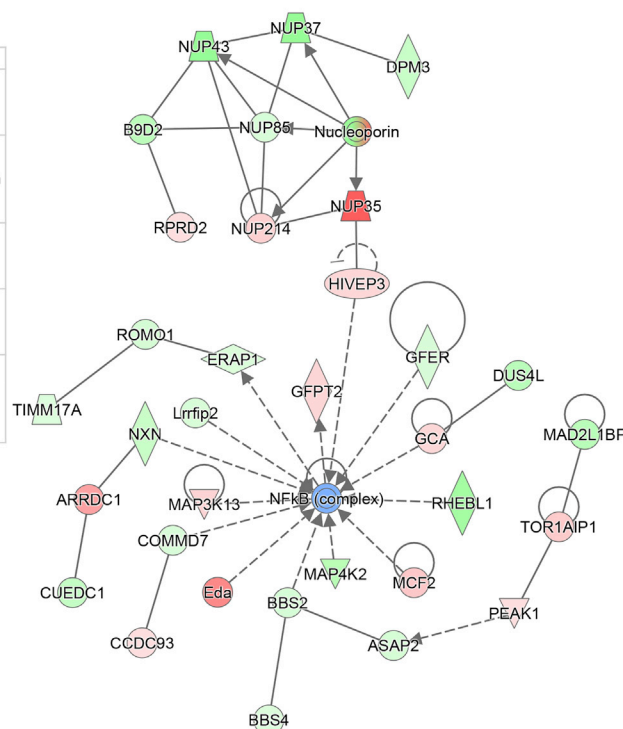 NUP37
NUP43
DPM3
B9D2
NUP85
Nucleoporin
NUP35
RPRD2
NUP214
HIVEP3
ROMO1
ERAP1
GFER
DUS4L
GFPT2
TIMM17A
Lrrfip2
NXN
GCA
MAD2L1BP
ARRDC1
MAP3K13
NFkB (complex)
RHEBL1
TOR1AIP1
COMMD7
MAP4K2
MCF2
CUEDC1
Eda
BBS2
PEAK1
CCDC93
ASAP2
BBS4